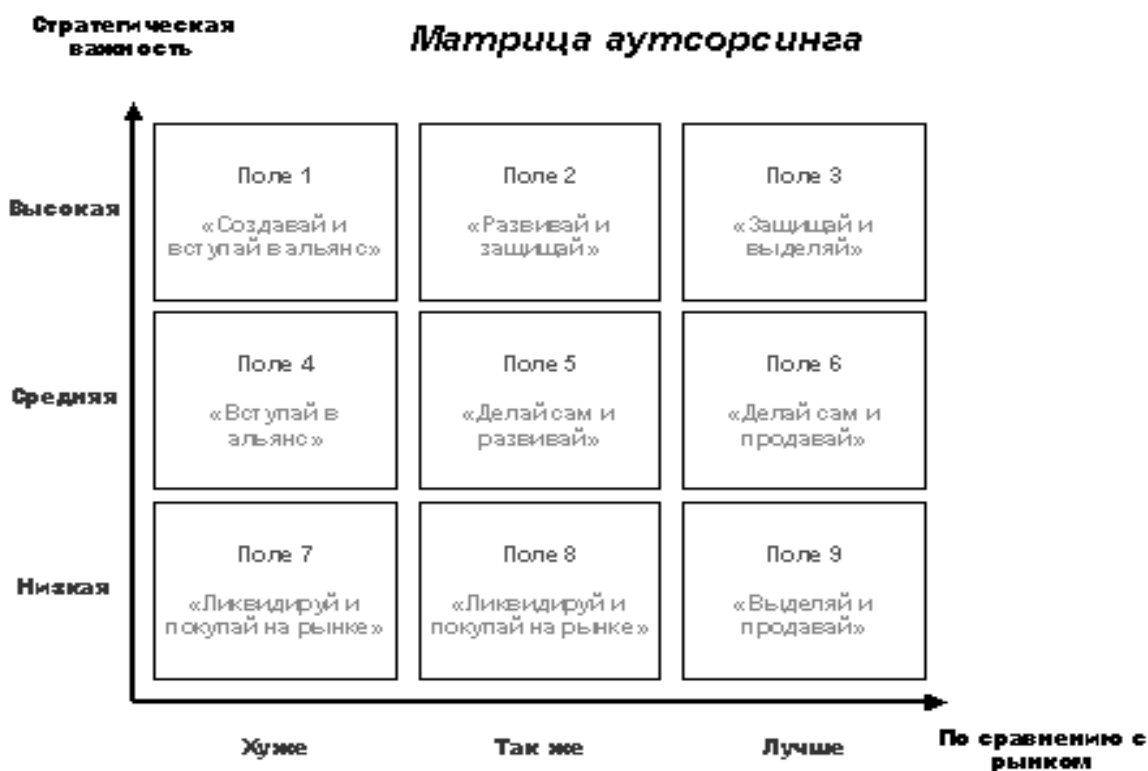 Стратегическая
важность
Матрица аутсорсинга
Высокая
Поле 1
«Создавай и
вступай в альянс»
Поле 2
«Развивай и
защищай»
Поле 3
«Защищай и
выделяй»
Средняя
Поле 4
«Вступай в
альянс»
Поле 5
«Делай сам и
развивай»
Поле 6
«Делай сам и
продавай»
Низкая
Поле 7
«Ликвидируй и
покупай на рынке»
Поле 8
«Ликвидируй и
покупай на рынке»
Поле 9
«Выделяй и
продавай»
Хуже
Так же
Лучше
По сравнению с
рынком